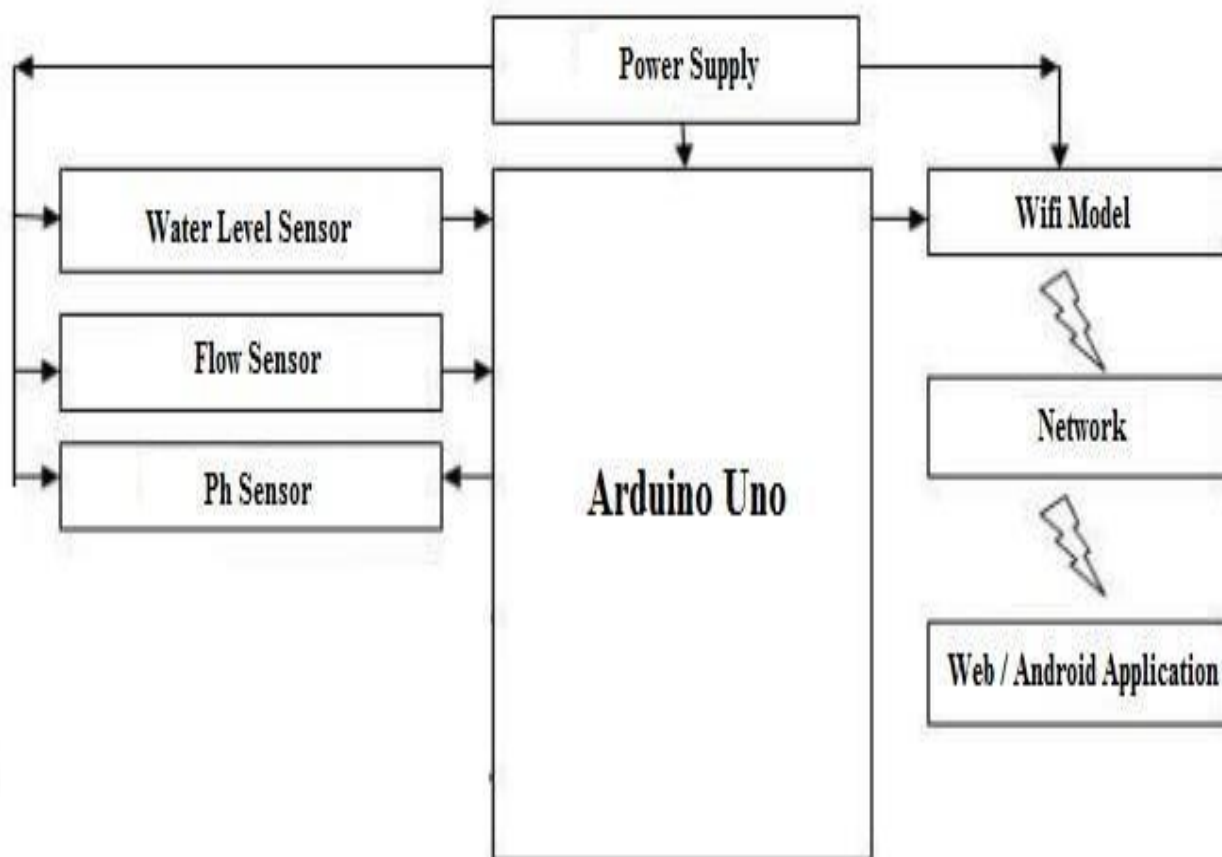 Power Supply
Water Level Sensor
Wifi Model
Flow Sensor
Network
Ph Sensor
Arduino Uno
Web / Android Application